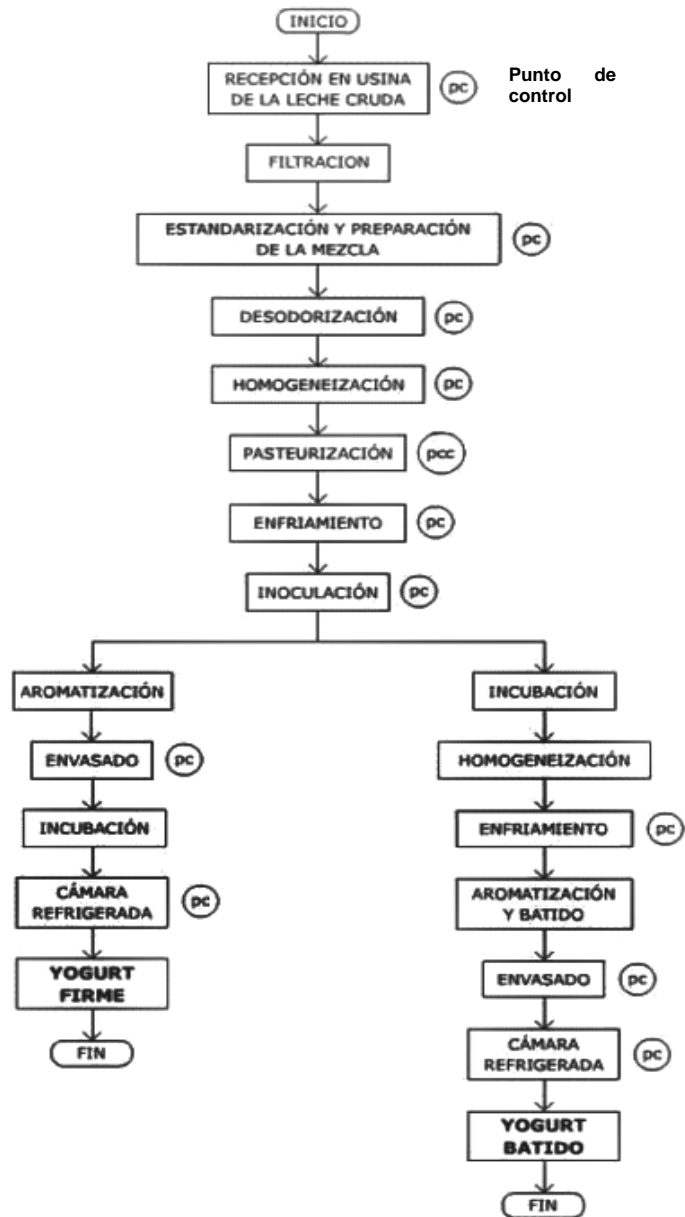 INICIO
RECEPCIÓN EN USINA
DE LA LECHE CRUDA
pc
Punto de
control
FILTRACION
ESTANDARIZACIÓN Y PREPARACIÓN
DE LA MEZCLA
pc
DESODORIZACIÓN
pc
HOMOGENEIZACIÓN
pc
PASTEURIZACIÓN
pcc
ENFRIAMIENTO
pc
INOCULACIÓN
pc
AROMATIZACIÓN
ENVASADO
pc
INCUBACIÓN
CÁMARA
REFRIGERADA
pc
YOGURT
FIRME
FIN
INCUBACIÓN
HOMOGENEIZACIÓN
ENFRIAMIENTO
pc
AROMATIZACIÓN
Y BATIDO
ENVASADO
pc
CÁMARA
REFRIGERADA
pc
YOGURT
BATIDO
FIN